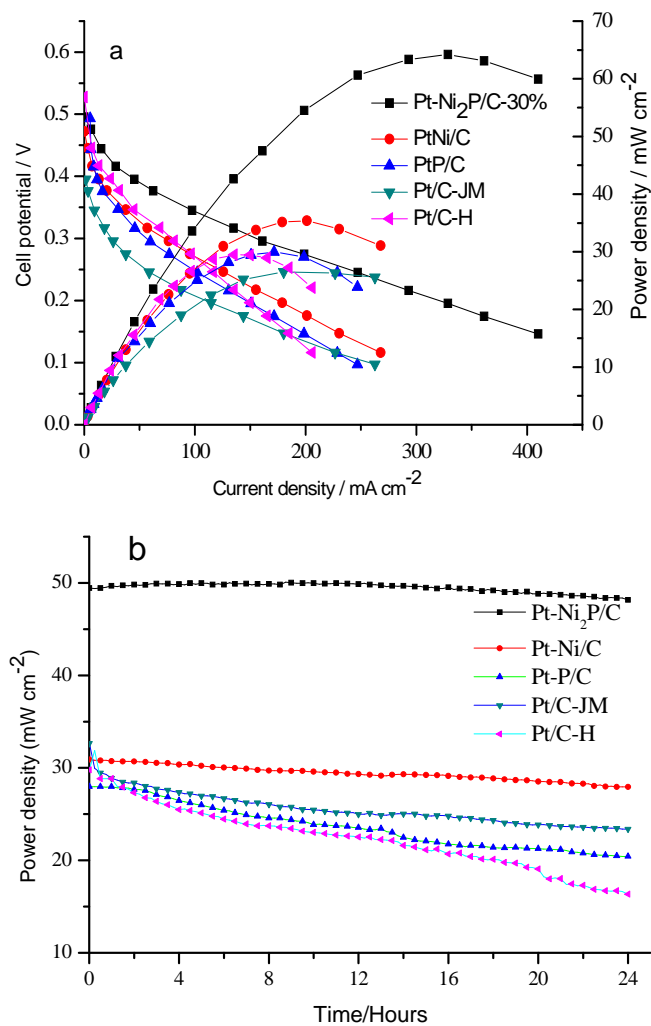 a
0.6
0.5
0.4
0.3
0.2
0.1
0.0
Cell potential / V
70
60
50
40
30
20
10
0
Power density / mW cm-2
Pt-Ni2P/C-30%
PtNi/C
PtP/C
Pt/C-JM
Pt/C-H
0 100 200 300 400
Current density / mA cm-2
b
50
40
30
20
10
Power density (mW cm-2)
Pt-Ni2P/C
Pt-Ni/C
Pt-P/C
Pt/C-JM
Pt/C-H
0 4 8 12 16 20 24
Time/Hours